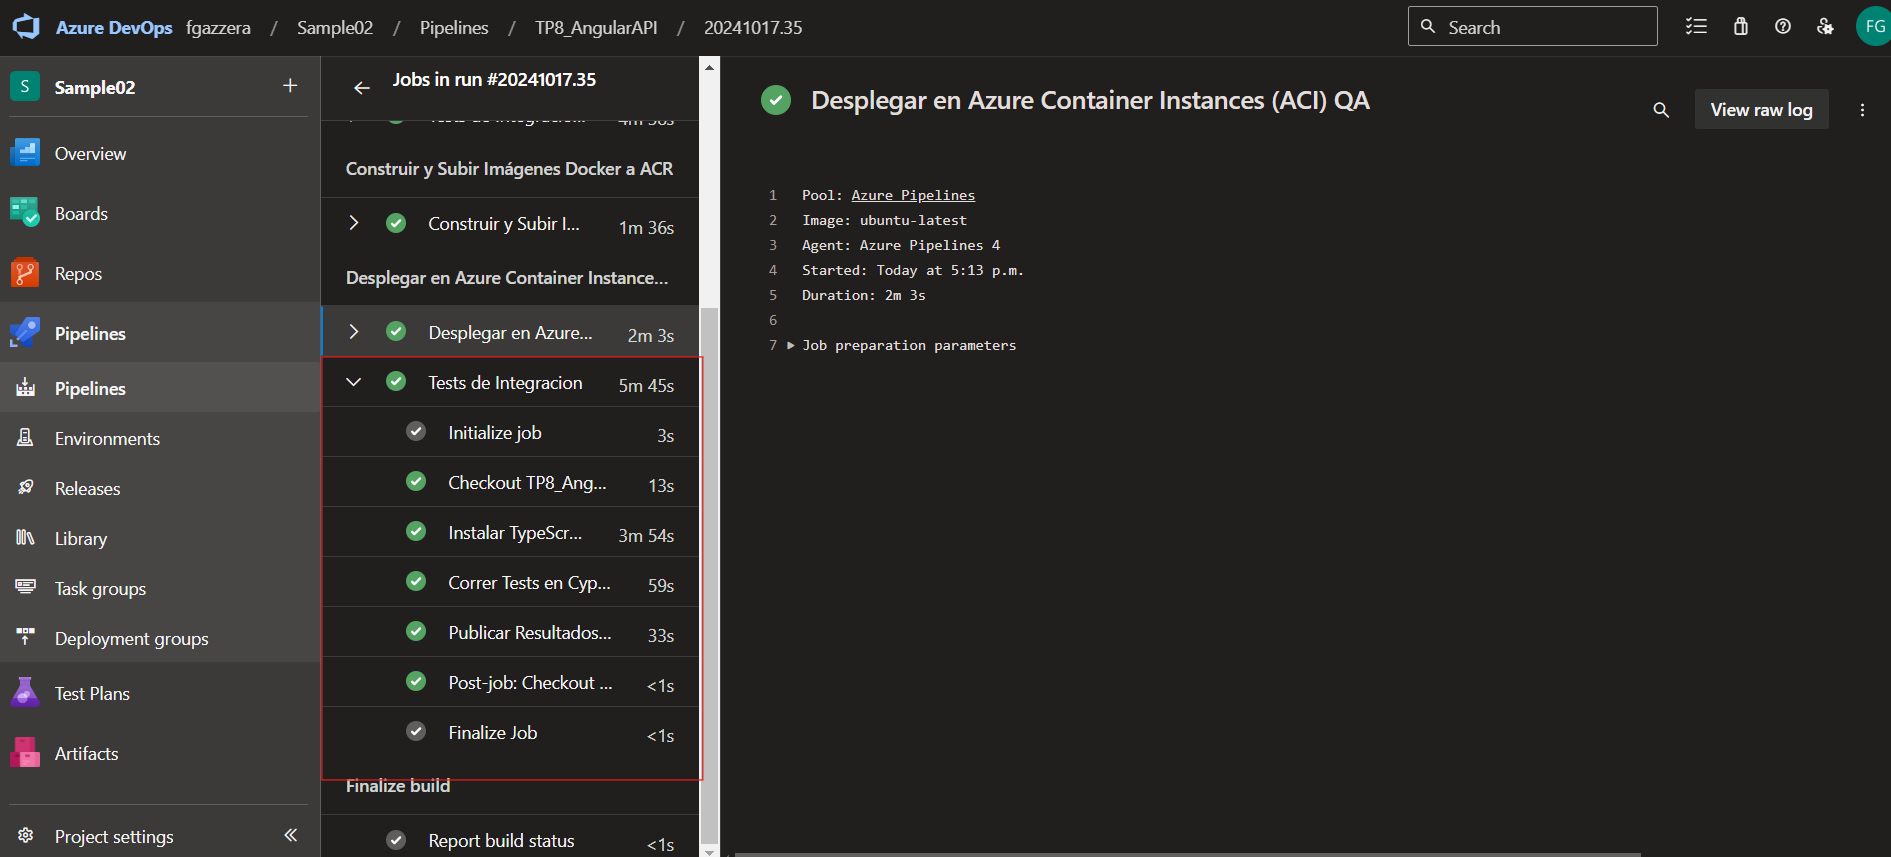 Azure DevOps fgazzera / Sample02 / Pipelines / TP8_AngularAPI / 20241017.35
Search
FG
S Sample02
Overview
Boards
Repos
Pipelines
Pipelines
Environments
Releases
Library
Task groups
Deployment groups
Test Plans
Artifacts
Project settings
Jobs in run #20241017.35
Tests de Integracio... 4m 56s
Construir y Subir Imágenes Docker a ACR
Construir y Subir I... 1m 36s
Desplegar en Azure Container Instance...
Desplegar en Azure... 2m 3s
Tests de Integracion 5m 45s
Initialize job 3s
Checkout TP8_Ang... 13s
Instalar TypeScr... 3m 54s
Correr Tests en Cyp... 59s
Publicar Resultados... 33s
Post-job: Checkout ... <1s
Finalize Job <1s
Finalize build
Report build status <1s
Desplegar en Azure Container Instances (ACI) QA
View raw log
1 Pool: Azure Pipelines
2 Image: ubuntu-latest
3 Agent: Azure Pipelines 4
4 Started: Today at 5:13 p.m.
5 Duration: 2m 3s
6
7 Job preparation parameters